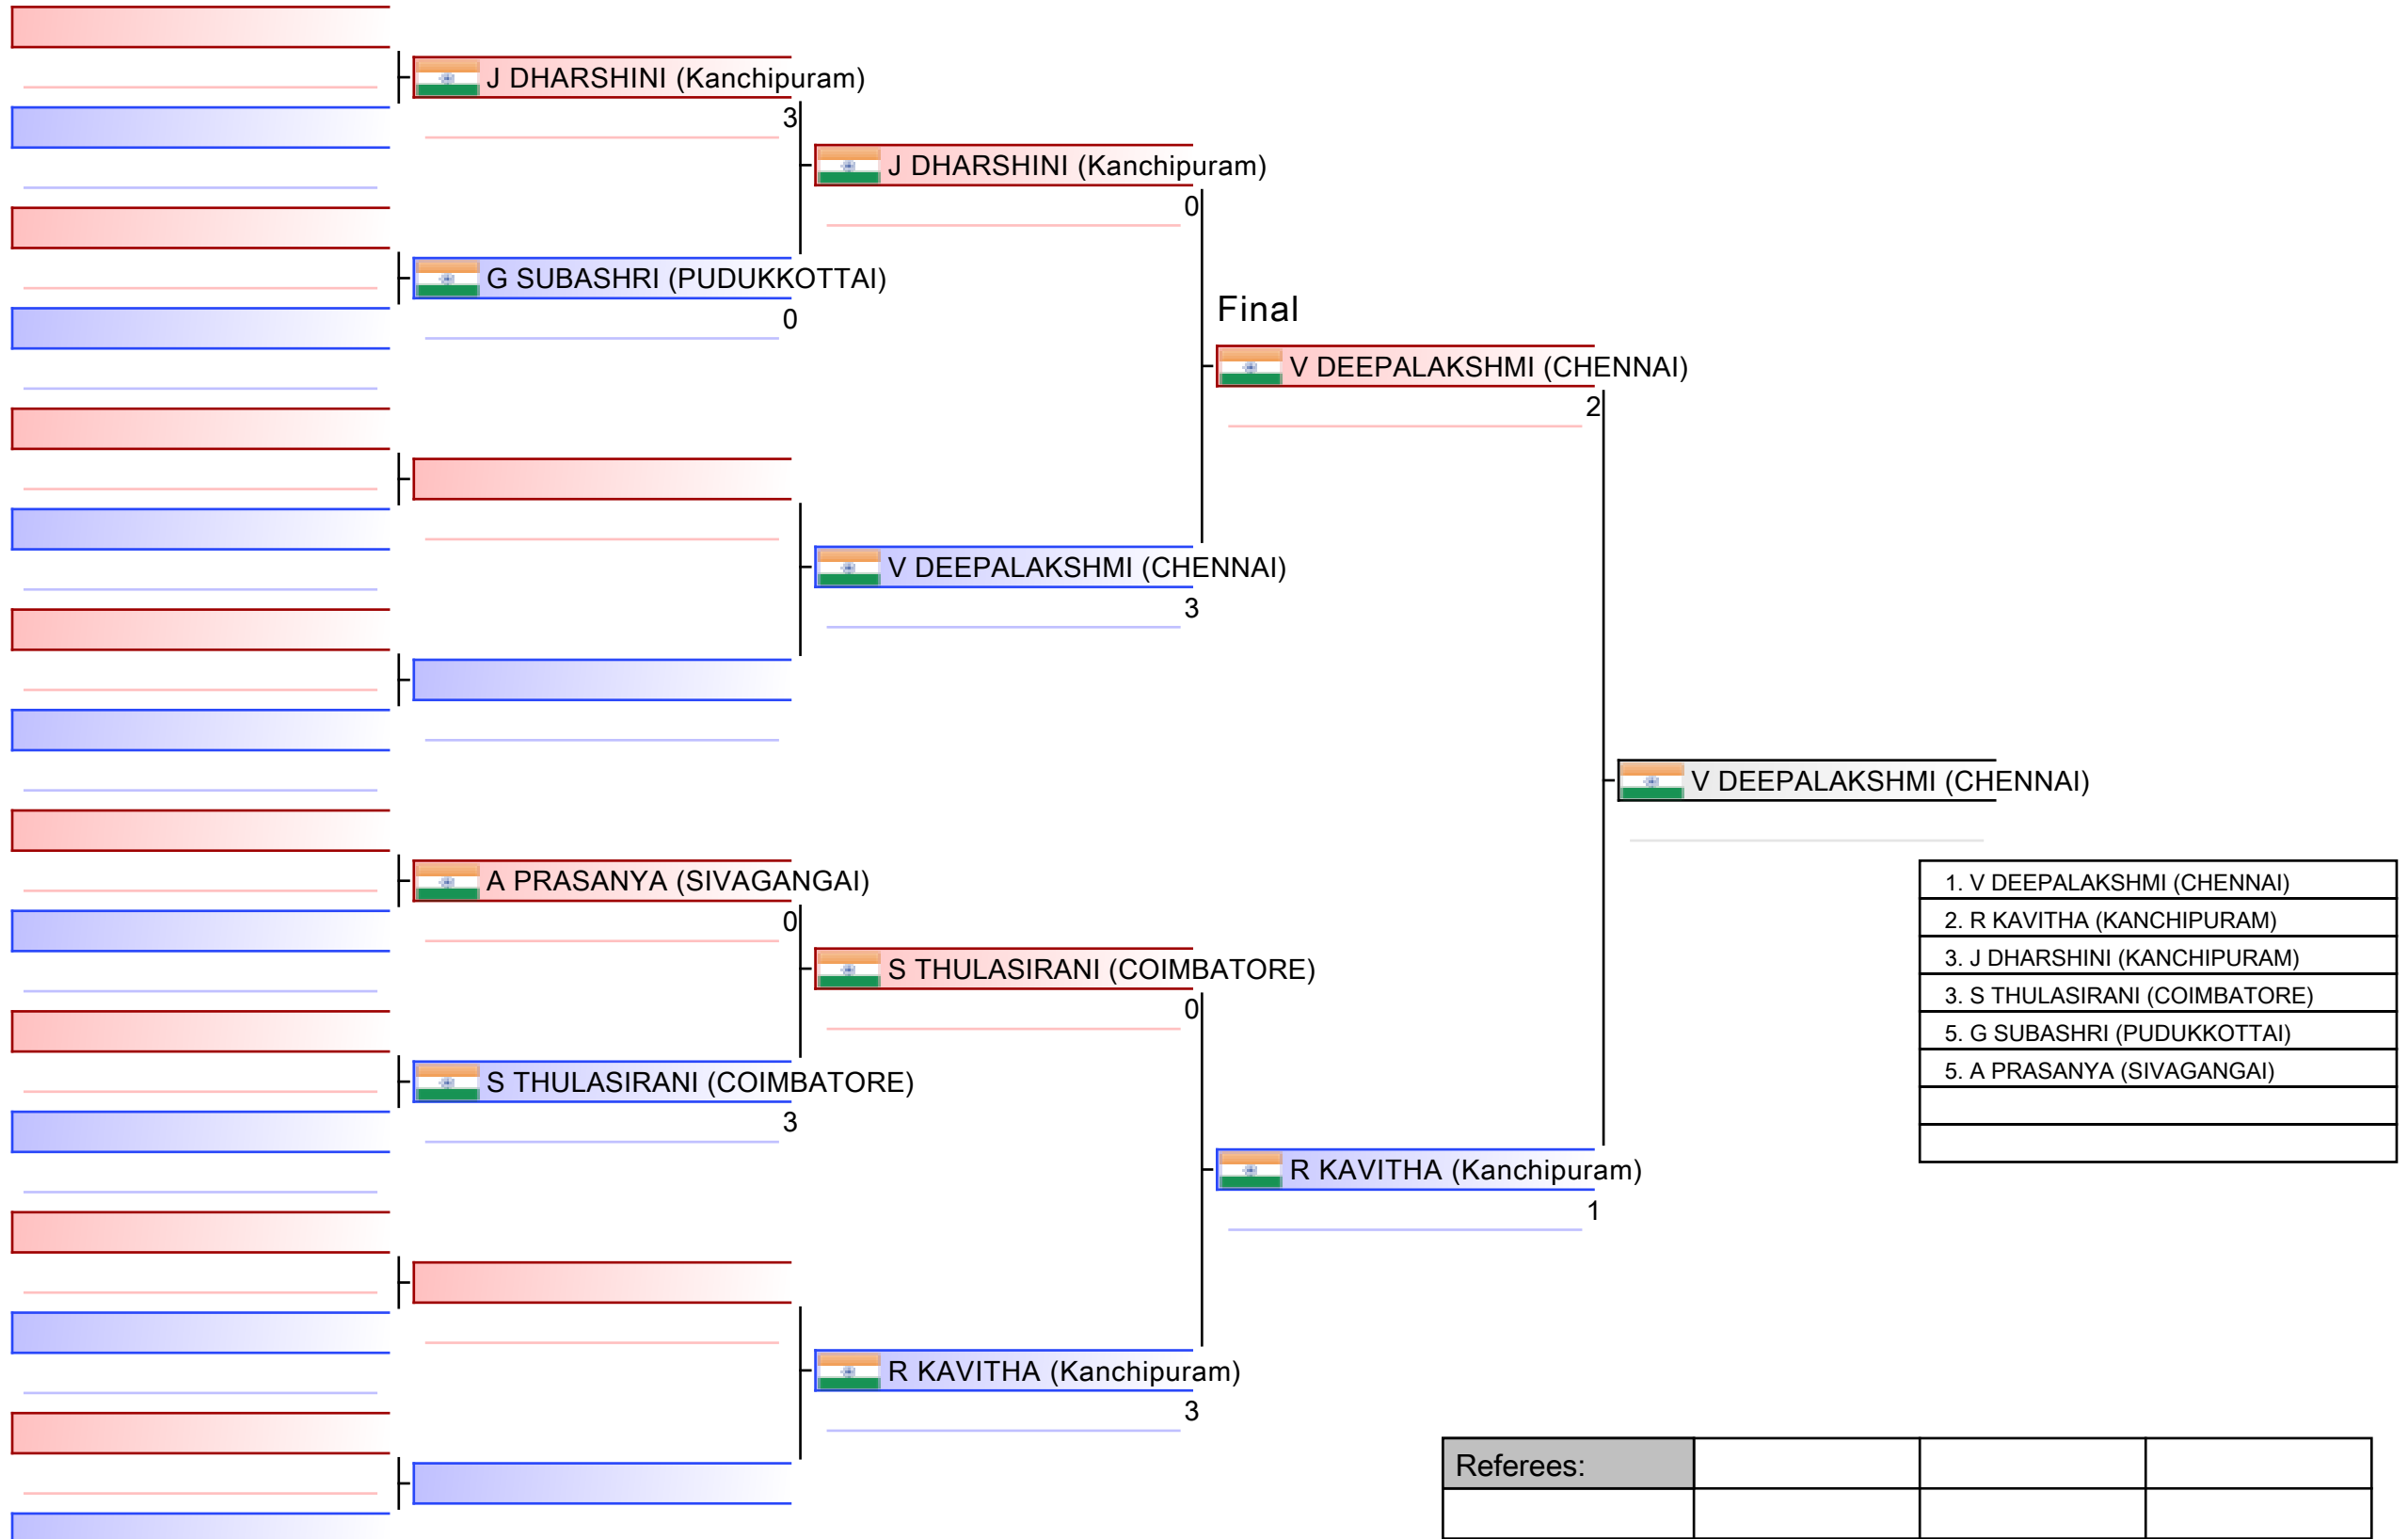 J DHARSHINI (Kanchipuram)
3
J DHARSHINI (Kanchipuram)
0
G SUBASHRI (PUDUKKOTTAI)
0
Final
V DEEPALAKSHMI (CHENNAI)
2
V DEEPALAKSHMI (CHENNAI)
3
V DEEPALAKSHMI (CHENNAI)
A PRASANYA (SIVAGANGAI)
0
S THULASIRANI (COIMBATORE)
0
S THULASIRANI (COIMBATORE)
3
R KAVITHA (Kanchipuram)
1
R KAVITHA (Kanchipuram)
3
1. V DEEPALAKSHMI (CHENNAI)
2. R KAVITHA (KANCHIPURAM)
3. J DHARSHINI (KANCHIPURAM)
3. S THULASIRANI (COIMBATORE)
5. G SUBASHRI (PUDUKKOTTAI)
5. A PRASANYA (SIVAGANGAI)
Referees: